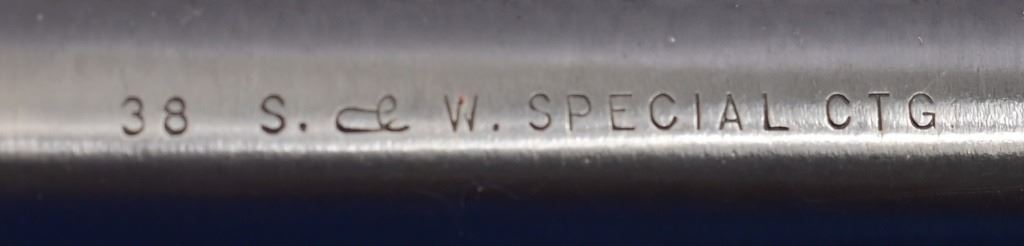 38 S. & W. SPECIAL CTG.